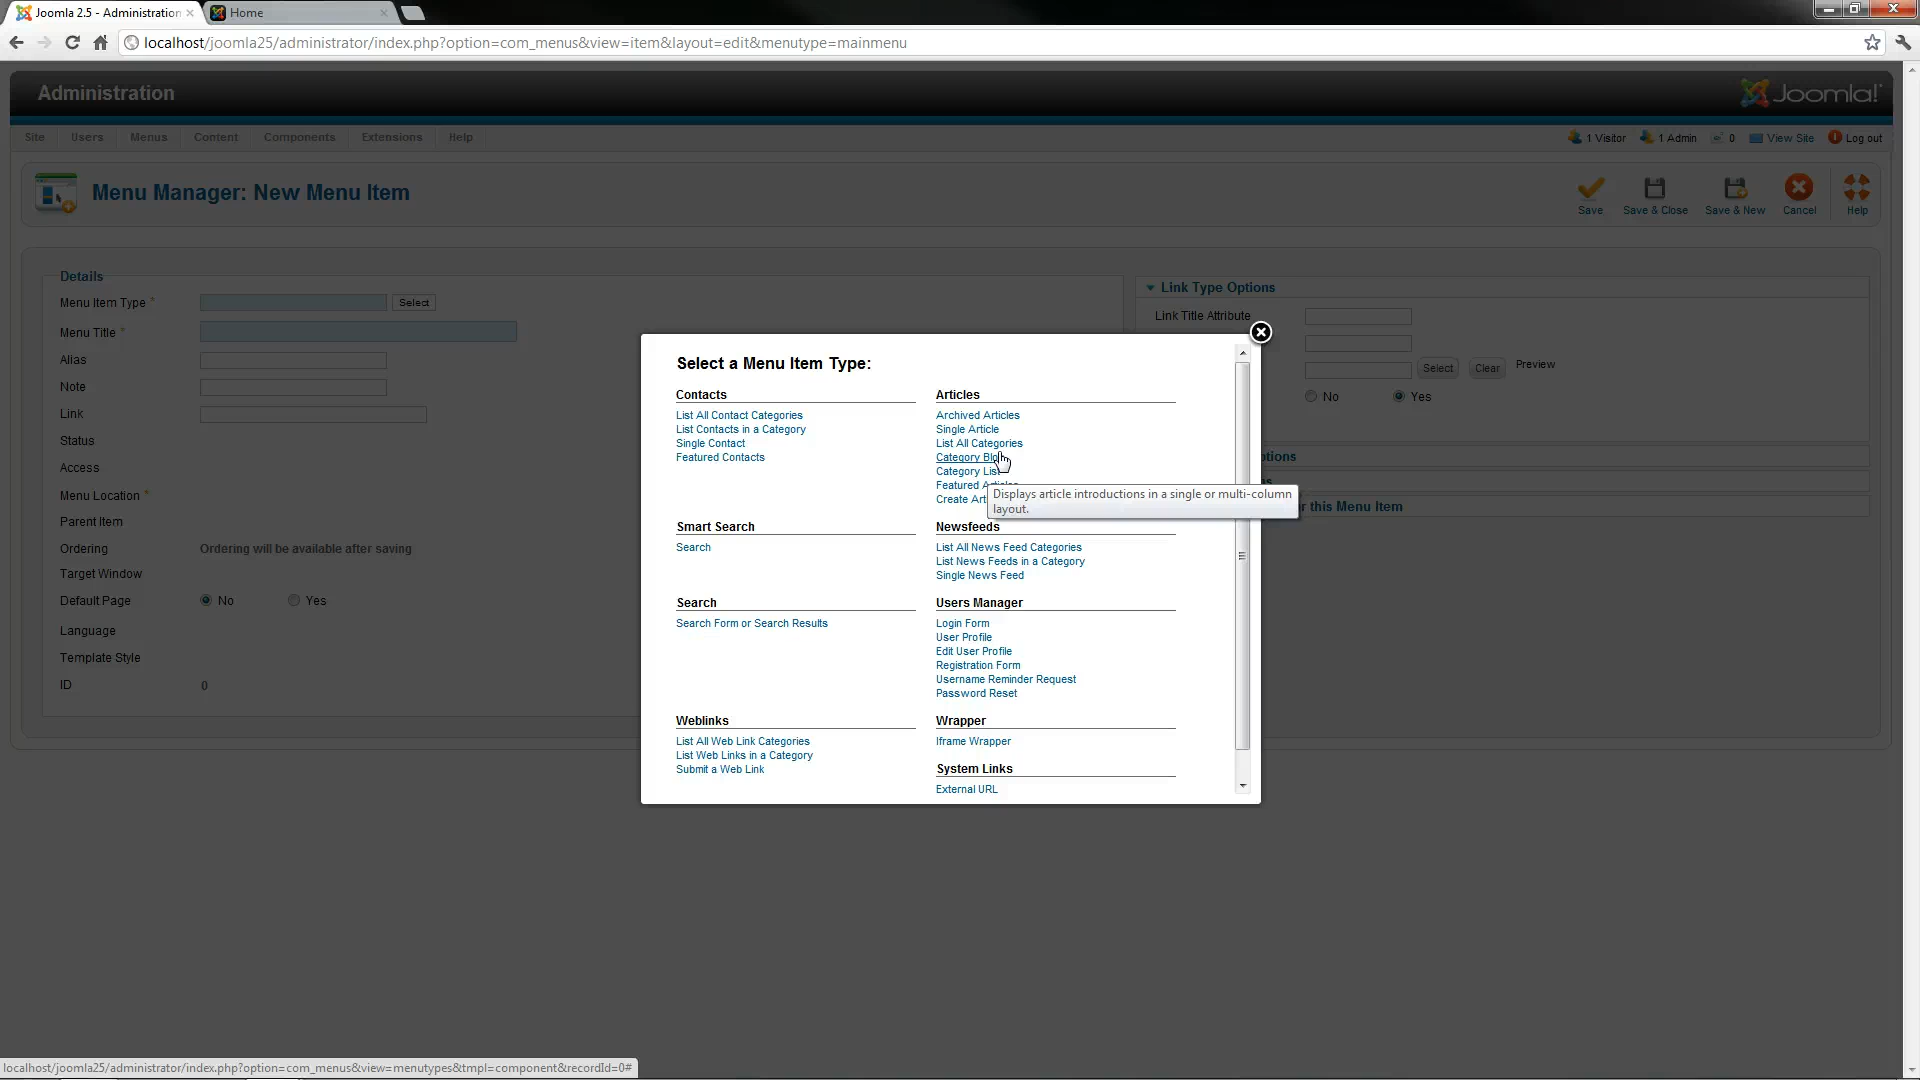 Joomla 2.5 - Administration
Home
localhost/joomla25/administrator/index.php?option=com_menus&view=item&layout=edit&menutype=mainmenu
Administration
Joomla!
Site Users Menus Content Components Extensions Help
1 Visitor 1 Admin 0 View Site Log out
Menu Manager: New Menu Item
Save Save & Close Save & New Cancel Help
Details
Menu Item Type * Select
Menu Title *
Alias
Note
Link
Status
Access
Menu Location *
Parent Item
Ordering Ordering will be available after saving
Target Window
Default Page No Yes
Language
Template Style
ID 0
Link Type Options
Link Title Attribute
Select Clear Preview
No Yes
r this Menu Item
Select a Menu Item Type:
Contacts
List All Contact Categories
List Contacts in a Category
Single Contact
Featured Contacts
Articles
Archived Articles
Single Article
List All Categories
Category Blog
Category List
Featured Articles
Create Art
Displays article introductions in a single or multi-column
layout.
Smart Search
Search
Newsfeeds
List All News Feed Categories
List News Feeds in a Category
Single News Feed
Search
Search Form or Search Results
Users Manager
Login Form
User Profile
Edit User Profile
Registration Form
Username Reminder Request
Password Reset
Weblinks
List All Web Link Categories
List Web Links in a Category
Submit a Web Link
Wrapper
Iframe Wrapper
System Links
External URL
localhost/joomla25/administrator/index.php?option=com_menus&view=menutypes&tmpl=component&recordId=0#